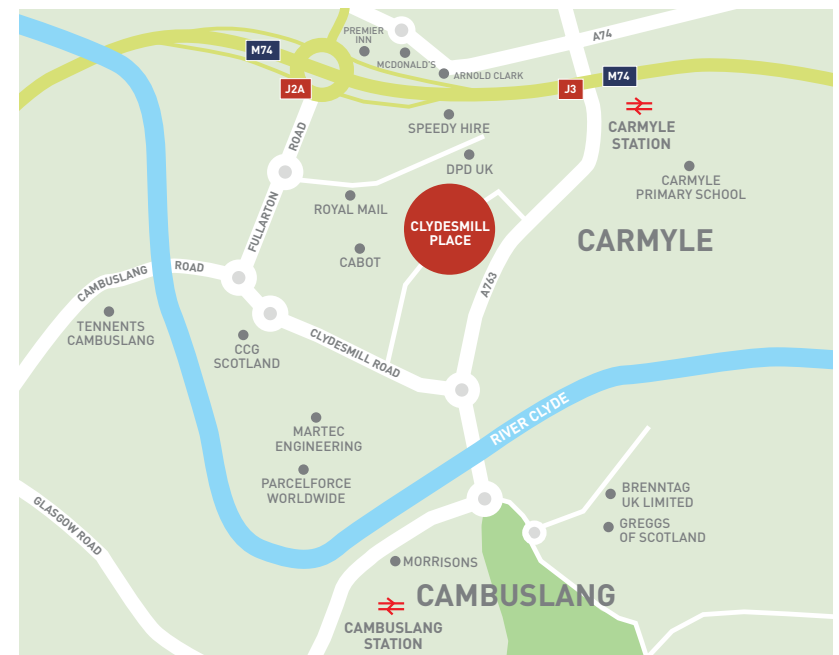 PREMIER
INN
MCDONALD'S
A74
M74
ARNOLD CLARK
M74
J2A
J3
SPEEDY HIRE
CARMYLE
STATION
FULLARTON
ROAD
DPD UK
CARMYLE
PRIMARY SCHOOL
ROYAL MAIL
CLYDESMILL
PLACE
CARMYLE
CABOT
CAMBUSLANG
ROAD
A763
TENNENTS
CAMBUSLANG
CCG
SCOTLAND
CLYDESMILL ROAD
RIVER CLYDE
MARTEC
ENGINEERING
PARCELFORCE
WORLDWIDE
BRENNTAG
UK LIMITED
GREGGS
OF SCOTLAND
GLASGOW ROAD
MORRISONS
CAMBUSLANG
CAMBUSLANG
STATION